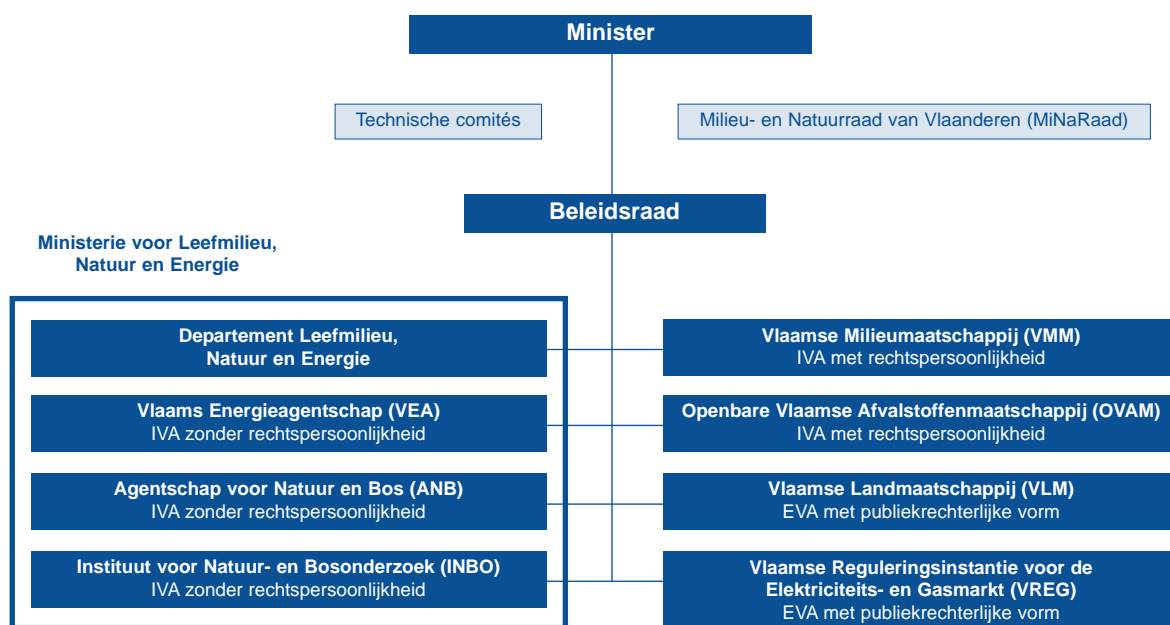 Minister
Technische comités
Milieu- en Natuurraad van Vlaanderen (MiNaRaad)
Beleidsraad
Ministerie voor Leefmilieu,
Natuur en Energie
Departement Leefmilieu,
Natuur en Energie
Vlaams Energieagentschap (VEA)
IVA zonder rechtspersoonlijkheid
Agentschap voor Natuur en Bos (ANB)
IVA zonder rechtspersoonlijkheid
Instituut voor Natuur- en Bosonderzoek (INBO)
IVA zonder rechtspersoonlijkheid
Vlaamse Milieumaatschappij (VMM)
IVA met rechtspersoonlijkheid
Openbare Vlaamse Afvalstoffenmaatschappij (OVAM)
IVA met rechtspersoonlijkheid
Vlaamse Landmaatschappij (VLM)
EVA met publiekrechterlijke vorm
Vlaamse Reguleringsinstantie voor de
Elektriciteits- en Gasmarkt (VREG)
EVA met publiekrechterlijke vorm